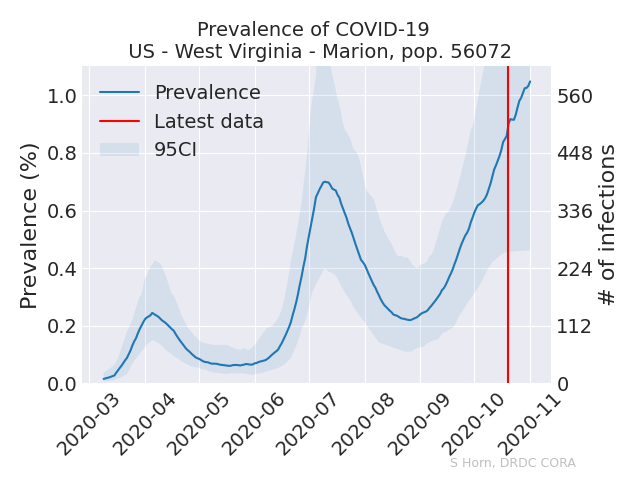 Prevalence of COVID-19
US - West Virginia - Marion, pop. 56072
Prevalence
Latest data
95CI
Prevalence (%)
1.0
0.8
0.6
0.4
0.2
0.0
560
448
336
224
112
0
# of infections
2020-03
2020-04
2020-05
2020-06
2020-07
2020-08
2020-09
2020-10
2020-11
S Horn, DRDC CORA